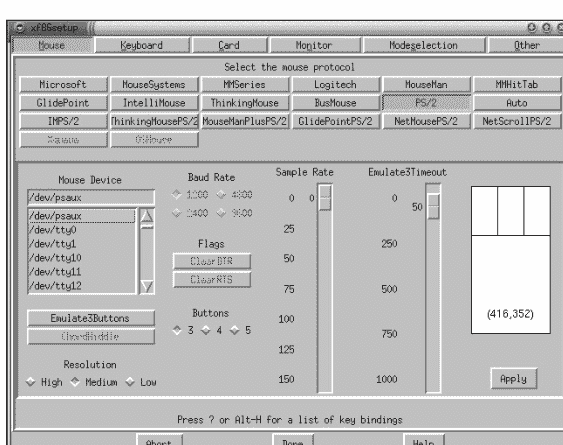 xf86setup
Mouse Keyboard Card Monitor Modeselection Other
Select the mouse protocol
Microsoft MouseSystems MMSeries Logitech MouseMan MMHitTab
GlidePoint IntelliMouse ThinkingMouse BusMouse PS/2 Auto
IMPS/2 ThinkingMousePS/2 MouseManPlusPS/2 GlidePointPS/2 NetMousePS/2 NetScrollPS/2
Xqueue OSMouse
Mouse Device
/dev/psaux
/dev/psaux
/dev/tty0
/dev/tty1
/dev/tty10
/dev/tty11
/dev/tty12
Emulate3Buttons
ChordMiddle
Resolution
High Medium Low
Baud Rate
1200 4800
2400 9600
Flags
ClearDTR
ClearRTS
Buttons
3 4 5
Sample Rate
0 0
25
50
75
100
125
150
Emulate3Timeout
0 50
250
500
750
1000
(416,352)
Apply
Press ? or Alt-H for a list of key bindings
Abort Done Help